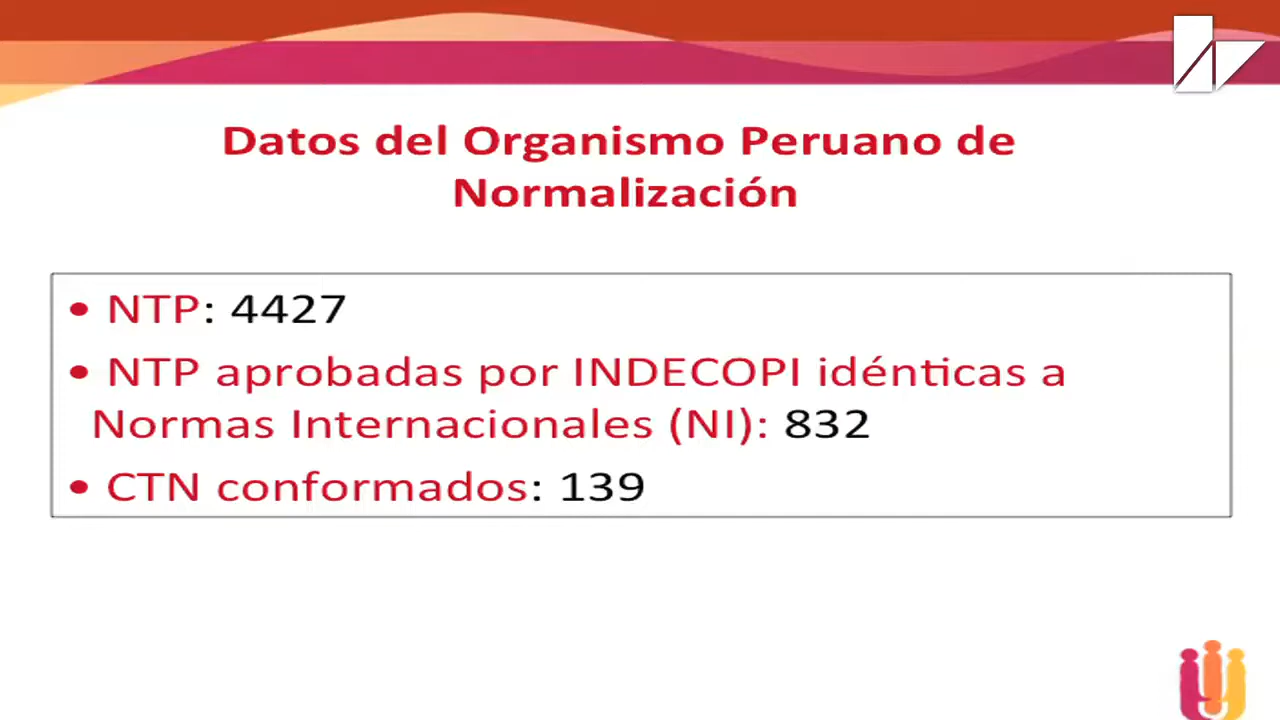 Datos del Organismo Peruano de
Normalización
• NTP: 4427
• NTP aprobadas por INDECOPI idénticas a
Normas Internacionales (NI): 832
• CTN conformados: 139